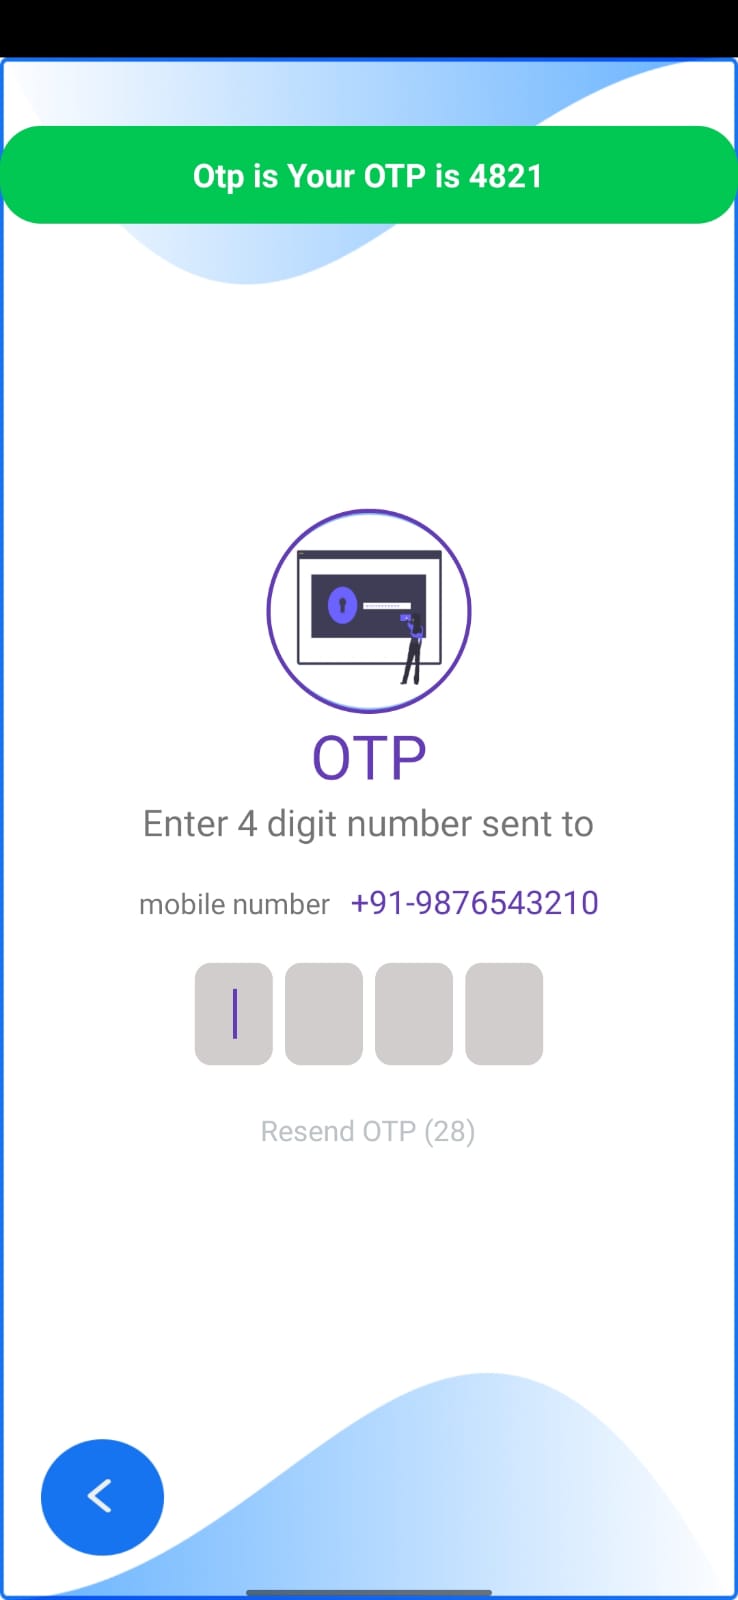 Otp is Your OTP is 4821
OTP
Enter 4 digit number sent to
mobile number +91-9876543210
Resend OTP (28)